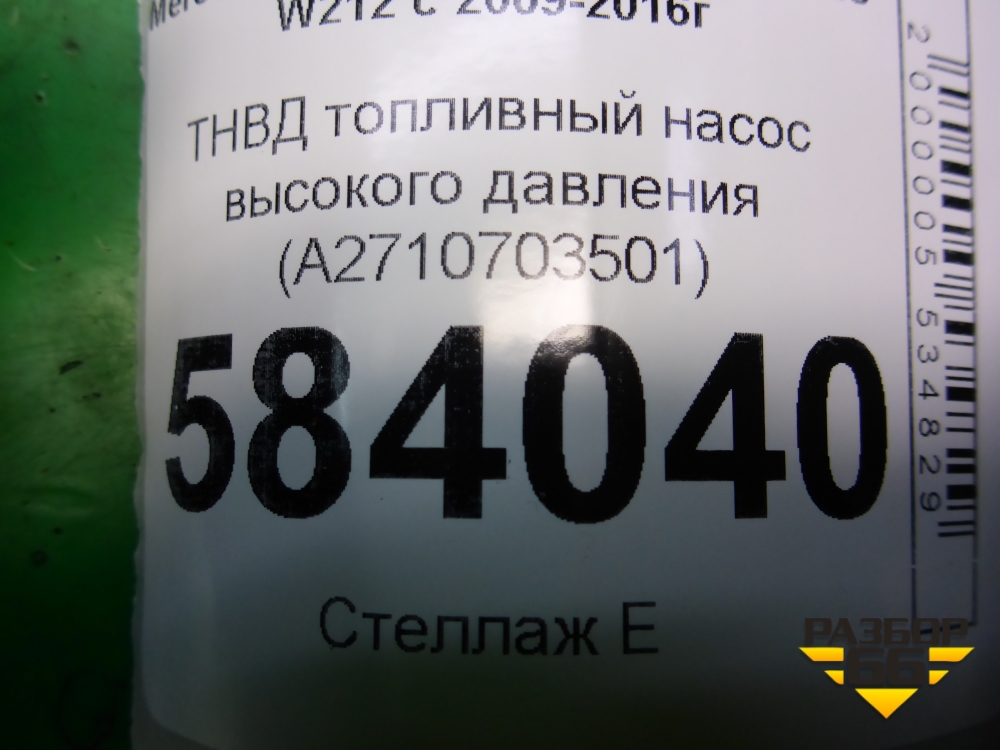 W212 с 2009-2016г
ТНВД топливный насос
высокого давления
(A2710703501)
584040
Стеллаж Е
2000005534829
РАЗБОР
66